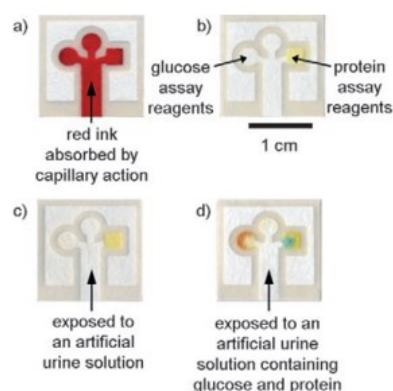 a)
b)
glucose
assay
reagents
protein
assay
reagents
red ink
absorbed by
capillary action
1 cm
c)
d)
exposed to
an artificial
urine solution
exposed to an
artificial urine
solution containing
glucose and protein